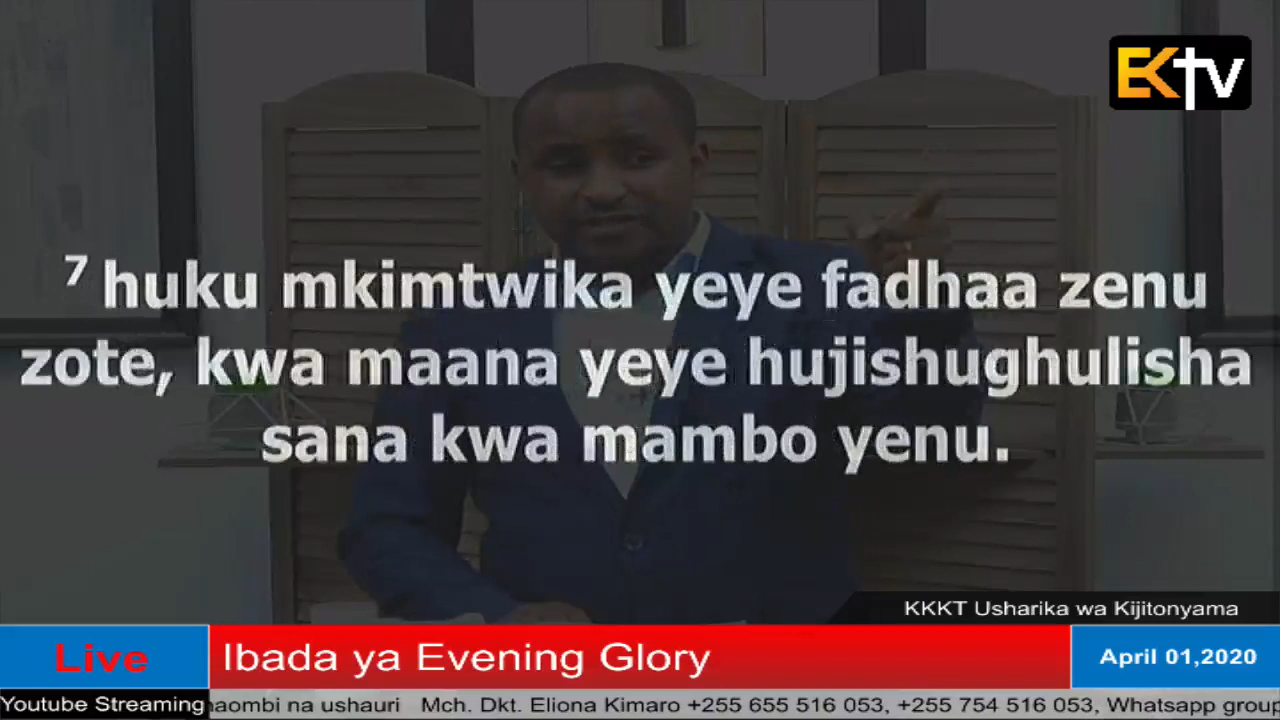 EKTV
7 huku mkimtwika yeye fadhaa zenu
zote, kwa maana yeye hujishughulisha
sana kwa mambo yenu.
KKKT Usharika wa Kijitonyama
Live
Ibada ya Evening Glory
April 01,2020
Youtube Streaming
na ushauri Mch. Dkt. Eliona Kimaro +255 655 516 053, +255 754 516 053, Whatsapp group